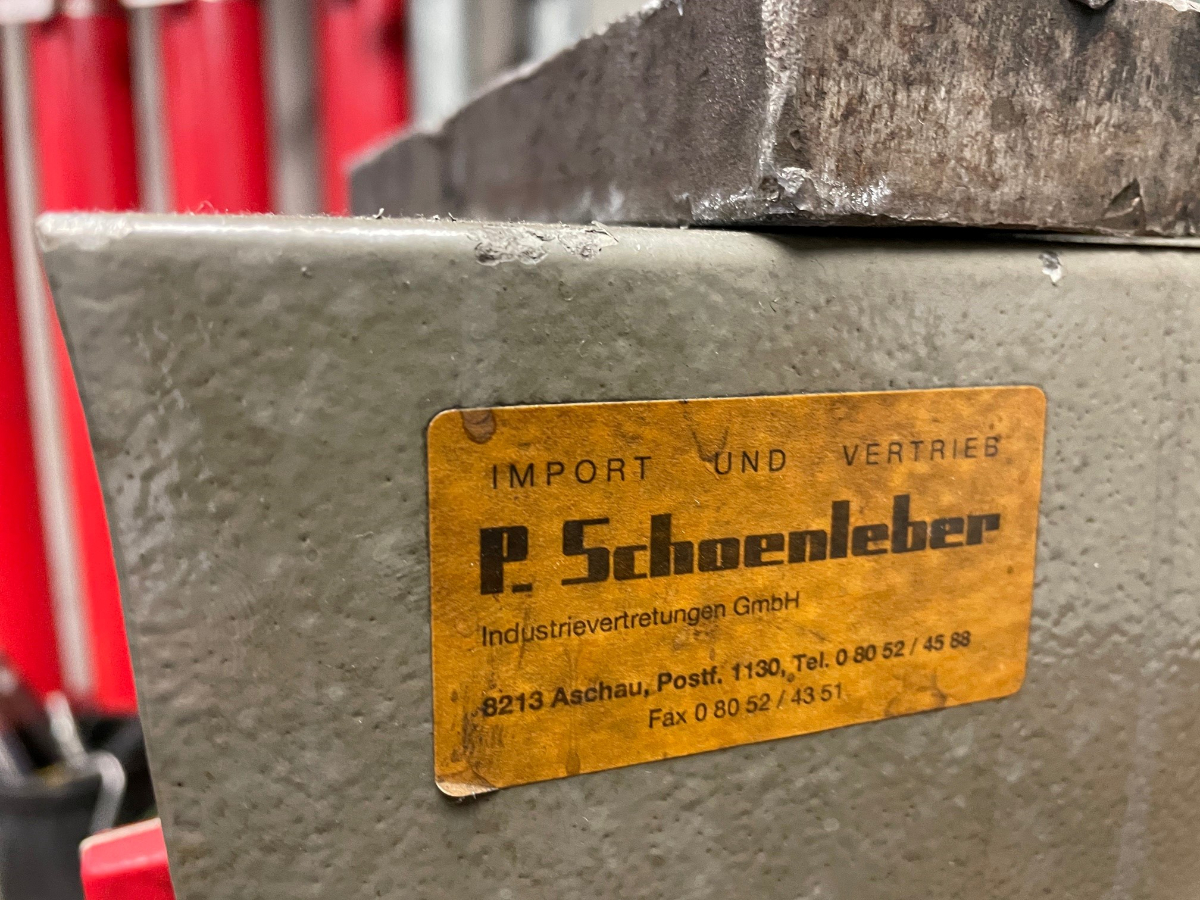 IMPORT UND VERTRIEB
P. Schoenleber
Industrievertretungen GmbH
8213 Aschau, Postf. 1130, Tel. 0 80 52 / 45 88
Fax 0 80 52 / 43 51